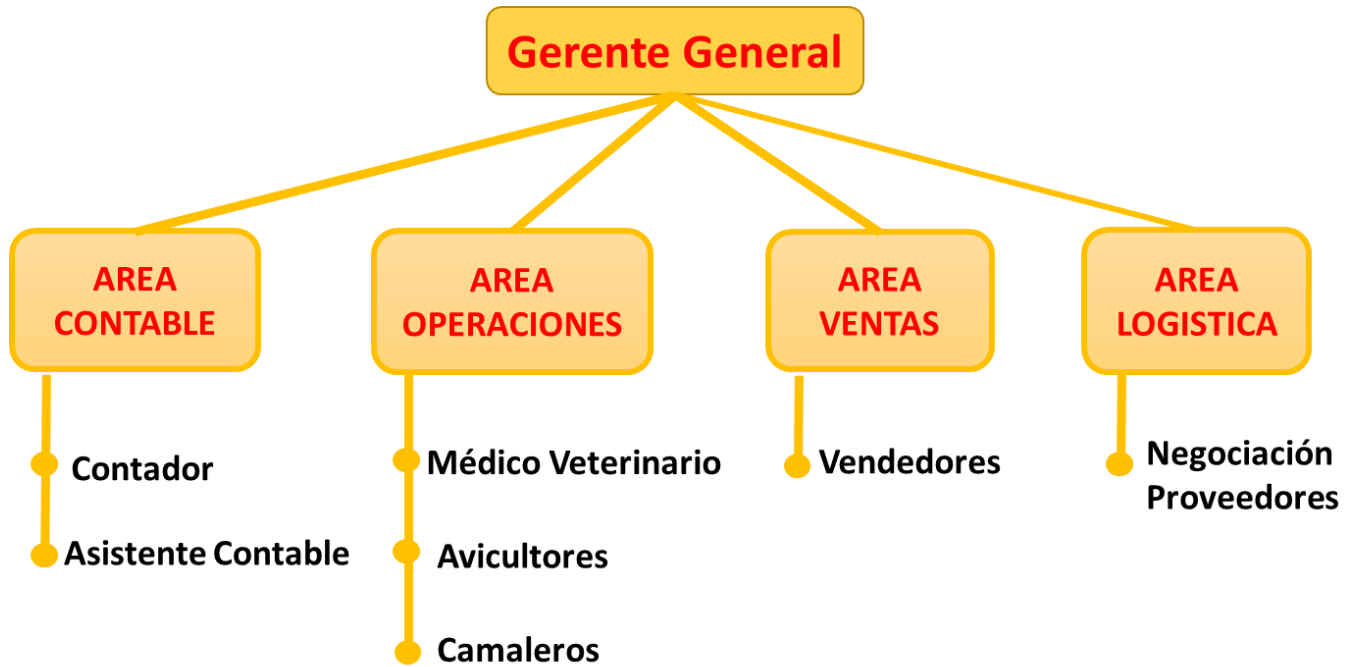 Gerente General
AREA
CONTABLE
AREA
OPERACIONES
AREA
VENTAS
AREA
LOGISTICA
Contador
Asistente Contable
Médico Veterinario
Avicultores
Camaleros
Vendedores
Negociación
Proveedores